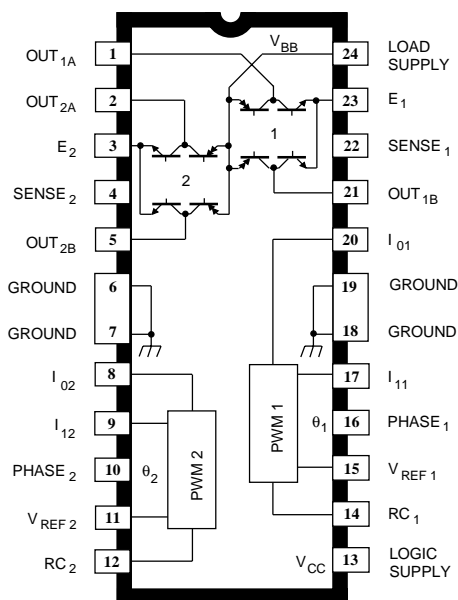 OUT1A 1
OUT2A 2
E2 3
SENSE2 4
OUT2B 5
GROUND 6
GROUND 7
I02 8
I12 9
PHASE2 10
VREF2 11
RC2 12
VBB
1
2
θ2
PWM 2
PWM 1
θ1
VCC
24 LOAD
SUPPLY
23 E1
22 SENSE1
21 OUT1B
20 I01
19 GROUND
18 GROUND
17 I11
16 PHASE1
15 VREF1
14 RC1
13 LOGIC
SUPPLY